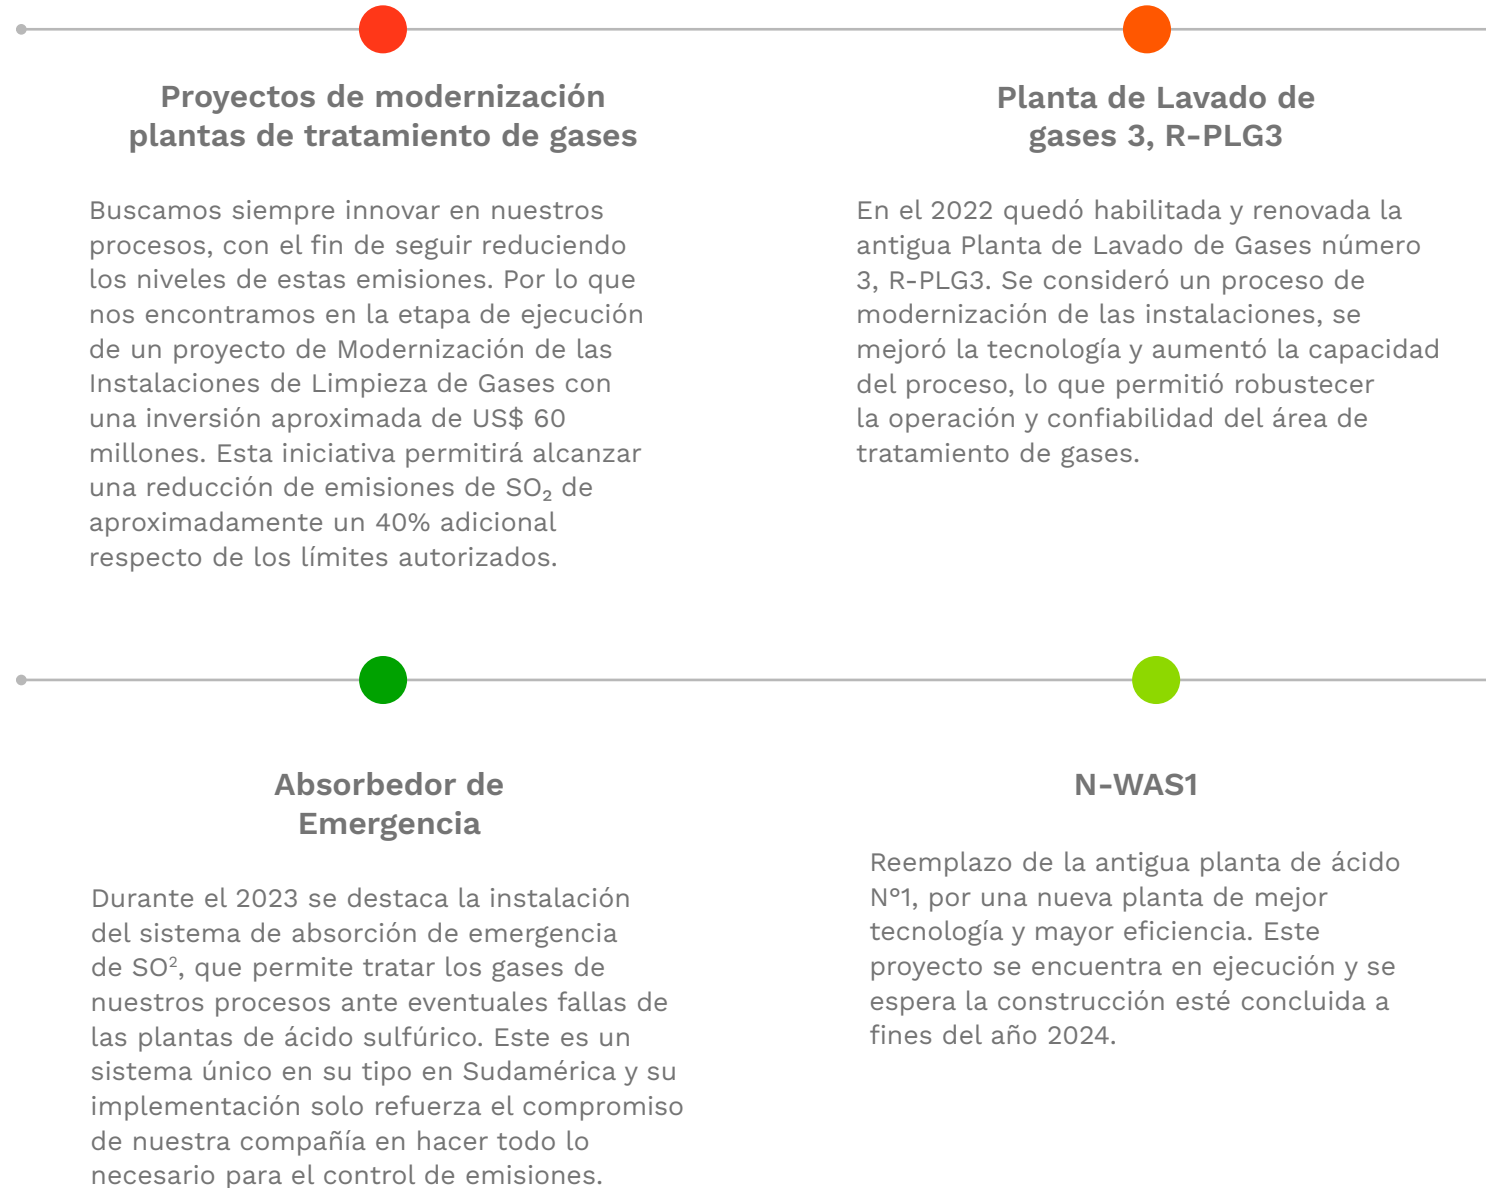 Proyectos de modernización
plantas de tratamiento de gases
Buscamos siempre innovar en nuestros
procesos, con el fin de seguir reduciendo
los niveles de estas emisiones. Por lo que
nos encontramos en la etapa de ejecución
de un proyecto de Modernización de las
Instalaciones de Limpieza de Gases con
una inversión aproximada de US$ 60
millones. Esta iniciativa permitirá alcanzar
una reducción de emisiones de SO₂ de
aproximadamente un 40% adicional
respecto de los límites autorizados.
Planta de Lavado de
gases 3, R-PLG3
En el 2022 quedó habilitada y renovada la
antigua Planta de Lavado de Gases número
3, R-PLG3. Se consideró un proceso de
modernización de las instalaciones, se
mejoró la tecnología y aumentó la capacidad
del proceso, lo que permitió robustecer
la operación y confiabilidad del área de
tratamiento de gases.
Absorbedor de
Emergencia
Durante el 2023 se destaca la instalación
del sistema de absorción de emergencia
de SO², que permite tratar los gases de
nuestros procesos ante eventuales fallas de
las plantas de ácido sulfúrico. Este es un
sistema único en su tipo en Sudamérica y su
implementación solo refuerza el compromiso
de nuestra compañía en hacer todo lo
necesario para el control de emisiones.
N-WAS1
Reemplazo de la antigua planta de ácido
N°1, por una nueva planta de mejor
tecnología y mayor eficiencia. Este
proyecto se encuentra en ejecución y se
espera la construcción esté concluida a
fines del año 2024.